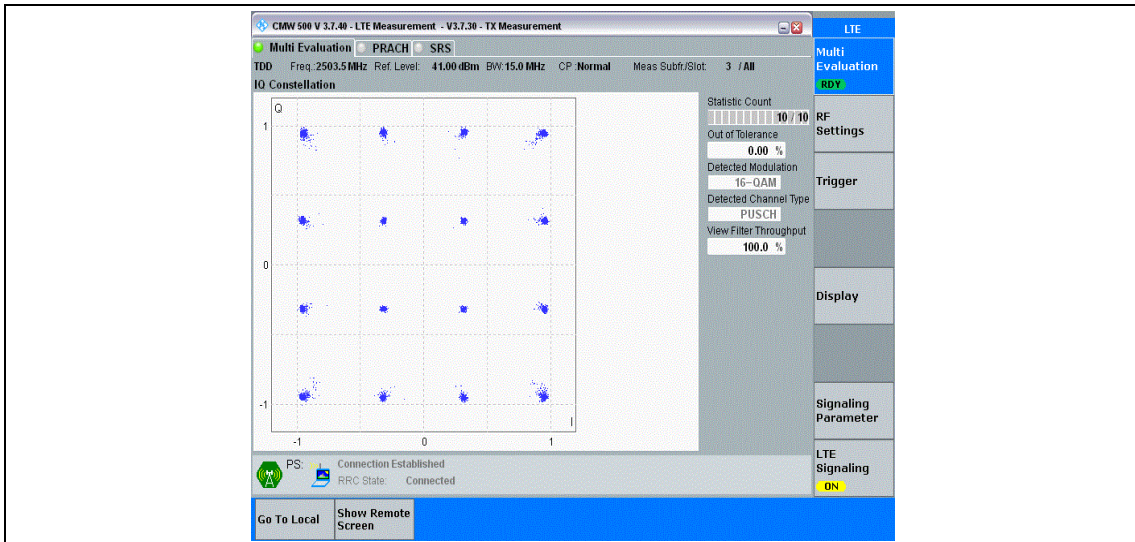 CMW 500 V 3.7.40 - LTE Measurement - V3.7.30 - TX Measurement
LTE
Multi Evaluation PRACH SRS
TDD Freq.:2503.5 MHz Ref. Level: 41.00 dBm BW:15.0 MHz CP :Normal Meas Subfr./Slot: 3 / All
IQ Constellation
Q
1
0
-1
I
-1 0 1
Statistic Count
10 / 10
Out of Tolerance
0.00 %
Detected Modulation
16-QAM
Detected Channel Type
PUSCH
View Filter Throughput
100.0 %
Multi
Evaluation
RDY
RF
Settings
Trigger
Display
Signaling
Parameter
LTE
Signaling
ON
PS: Connection Established
RRC State: Connected
Go To Local
Show Remote
Screen